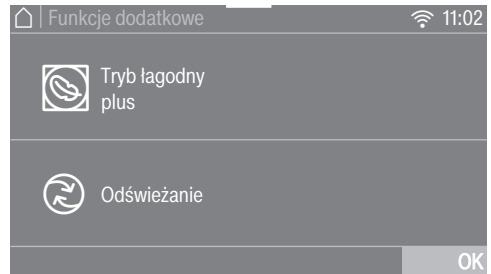 Funkcje dodatkowe 11:02
Tryb łagodny
plus
Odświeżanie
OK